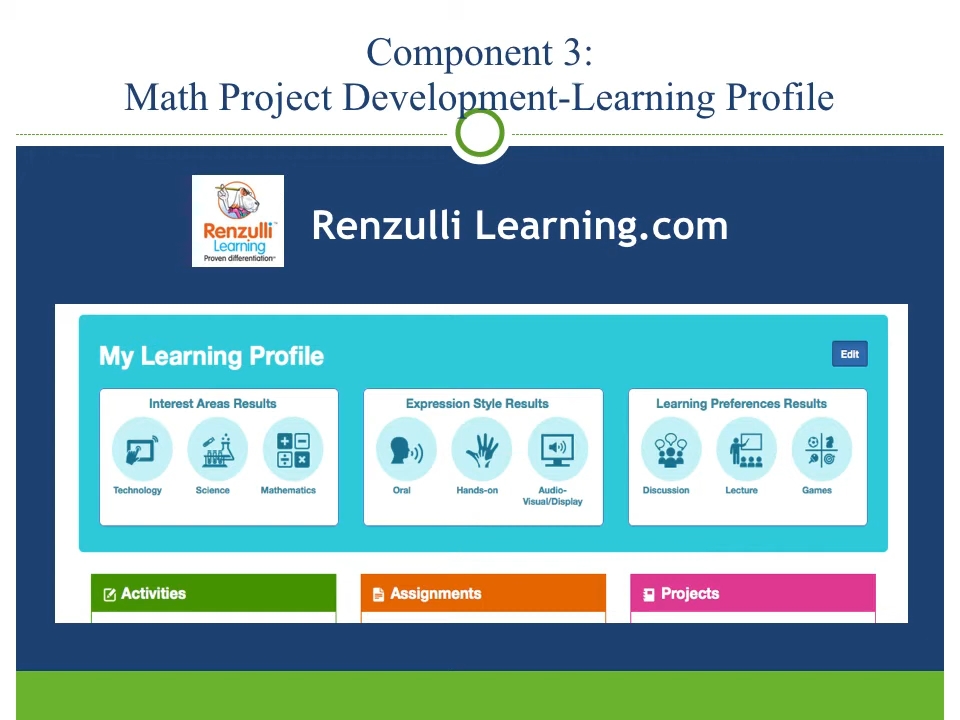 Component 3:
Math Project Development-Learning Profile
Renzulli
Learning
Proven differentiation
Renzulli Learning.com
My Learning Profile
Edit
Interest Areas Results
Technology Science Mathematics
Expression Style Results
Oral Hands-on Audio-
Visual/Display
Learning Preferences Results
Discussion Lecture Games
Activities
Assignments
Projects